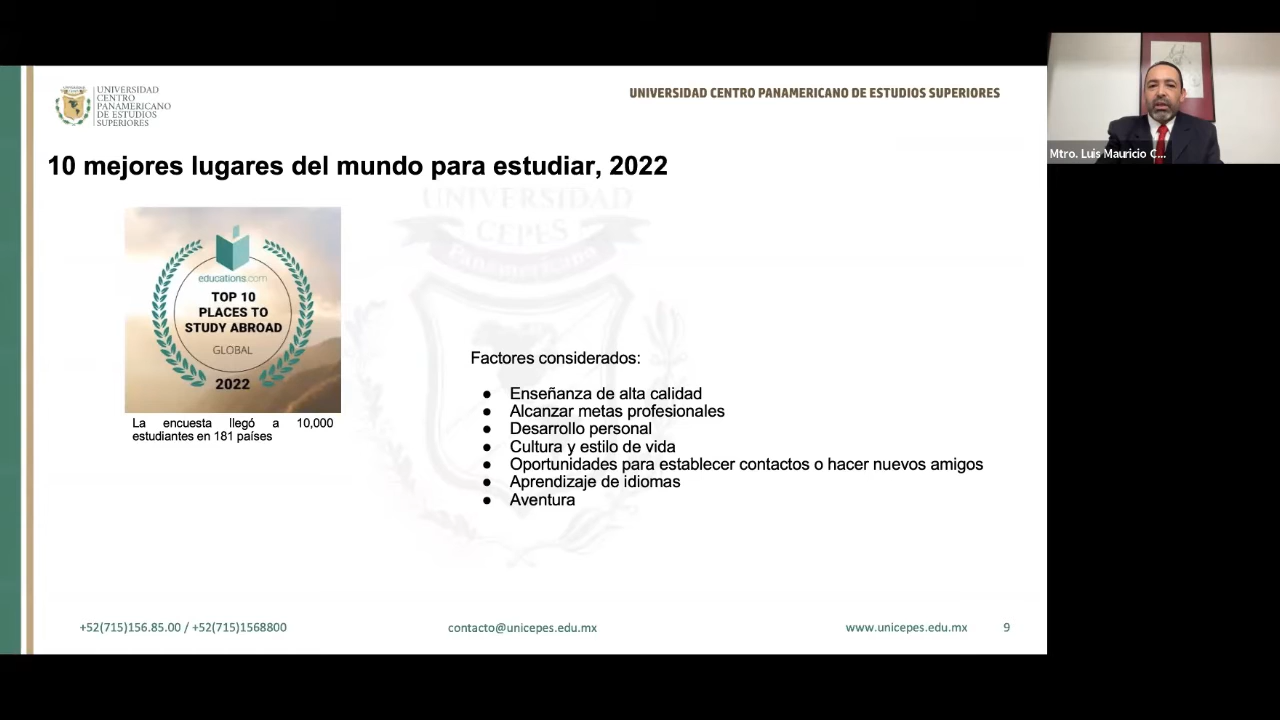 UNIVERSIDAD
CENTRO
PANAMERICANO
DE ESTUDIOS
SUPERIORES
UNIVERSIDAD CENTRO PANAMERICANO DE ESTUDIOS SUPERIORES
Mtro. Luis Mauricio C...
10 mejores lugares del mundo para estudiar, 2022
UNIVERSIDAD
CEPES
Panamericano
educations.com
TOP 10
PLACES TO
STUDY ABROAD
GLOBAL
2022
La encuesta llegó a 10,000
estudiantes en 181 países
Factores considerados:
● Enseñanza de alta calidad
● Alcanzar metas profesionales
● Desarrollo personal
● Cultura y estilo de vida
● Oportunidades para establecer contactos o hacer nuevos amigos
● Aprendizaje de idiomas
● Aventura
+52(715)156.85.00 / +52(715)1568800
contacto@unicepes.edu.mx
www.unicepes.edu.mx
9